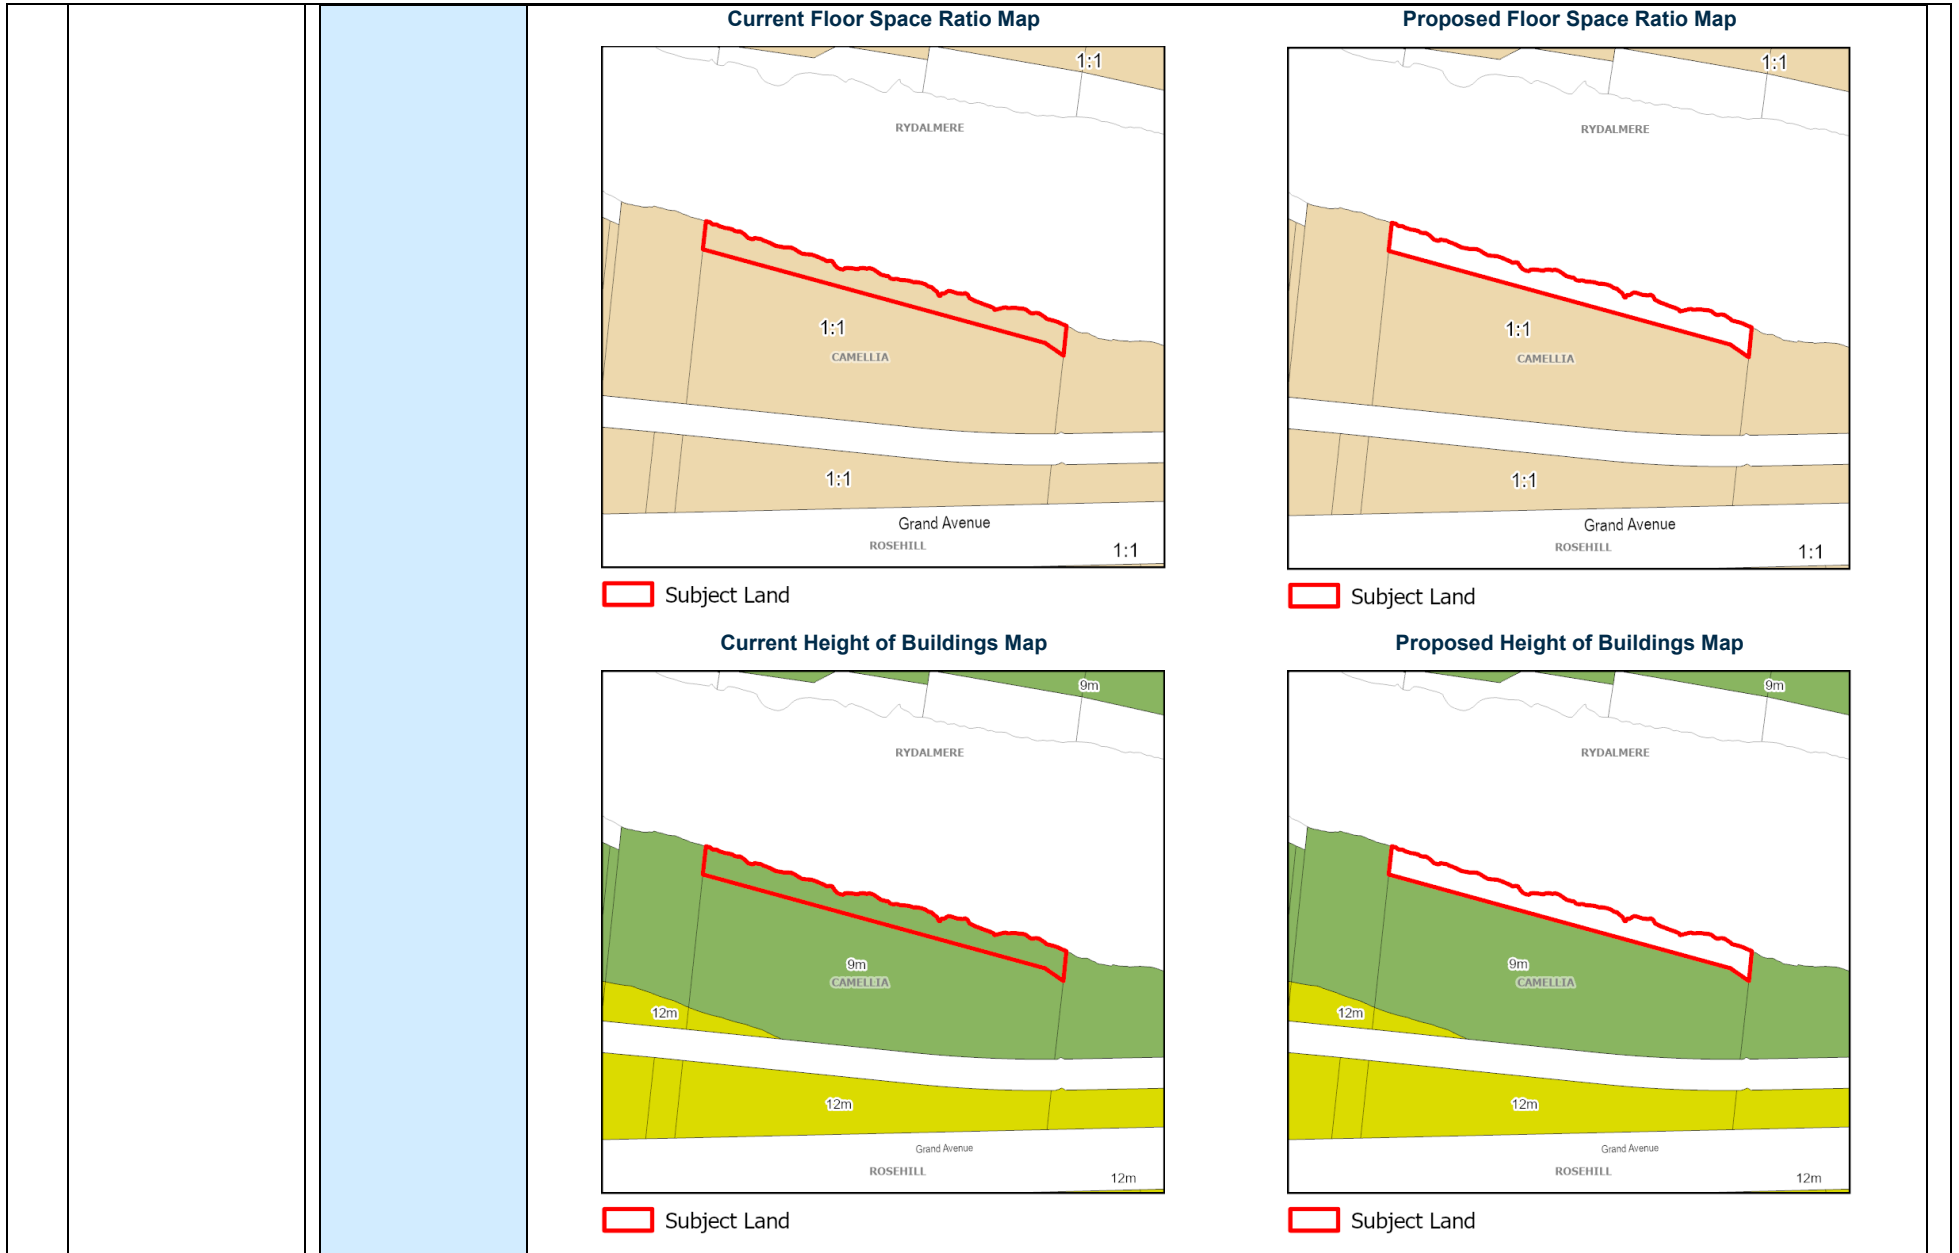 Current Floor Space Ratio Map
1:1
RYDALMERE
1:1
CAMELLIA
1:1
Grand Avenue
ROSEHILL
1:1
Subject Land
Proposed Floor Space Ratio Map
1:1
RYDALMERE
1:1
CAMELLIA
1:1
Grand Avenue
ROSEHILL
1:1
Subject Land
Current Height of Buildings Map
9m
RYDALMERE
9m
CAMELLIA
12m
12m
Grand Avenue
ROSEHILL
12m
Subject Land
Proposed Height of Buildings Map
9m
RYDALMERE
9m
CAMELLIA
12m
12m
Grand Avenue
ROSEHILL
12m
Subject Land